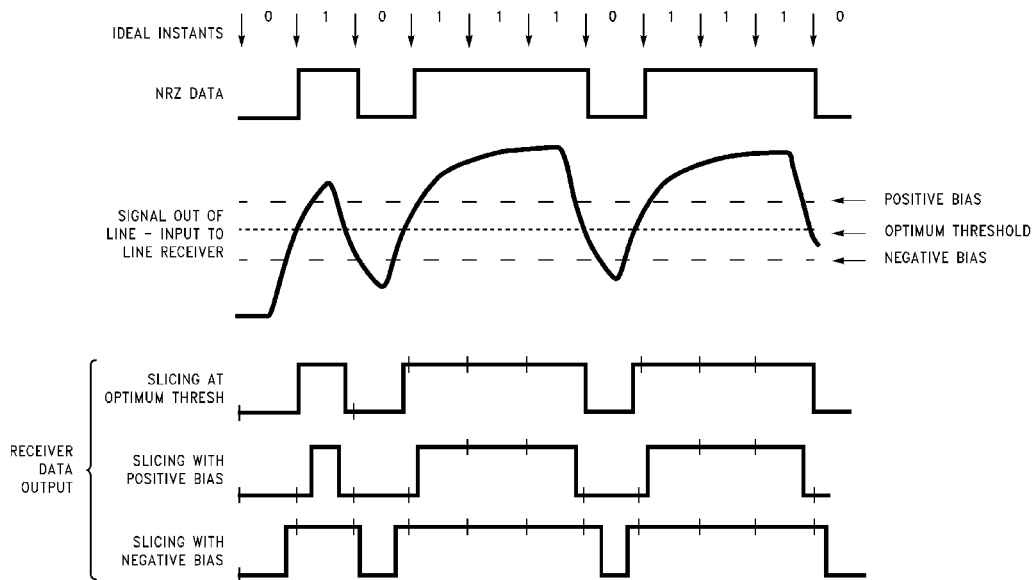 0 1 0 1 1 1 0 1 1 1 0
IDEAL INSTANTS
NRZ DATA
SIGNAL OUT OF
LINE – INPUT TO
LINE RECEIVER
POSITIVE BIAS
OPTIMUM THRESHOLD
NEGATIVE BIAS
RECEIVER
DATA
OUTPUT
SLICING AT
OPTIMUM THRESH
SLICING WITH
POSITIVE BIAS
SLICING WITH
NEGATIVE BIAS